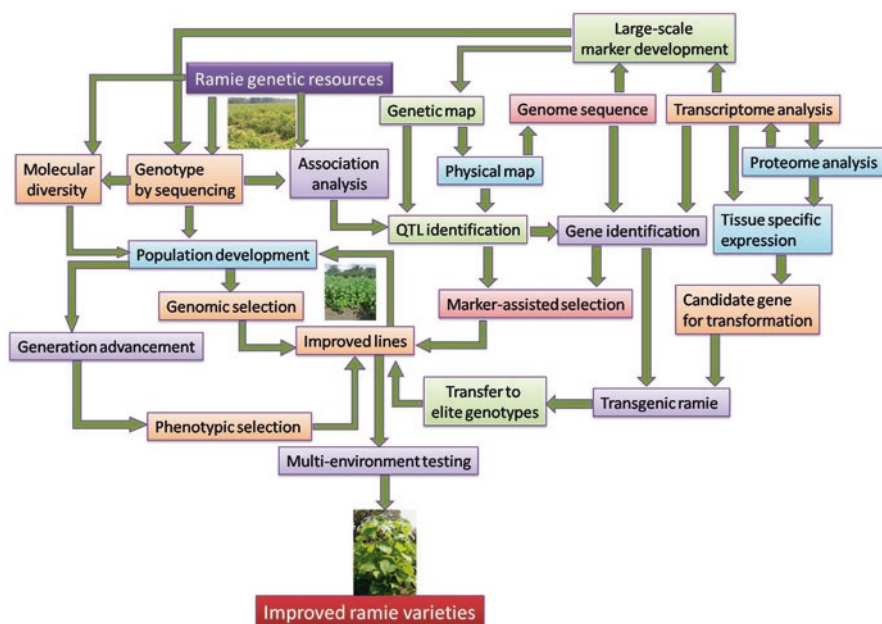 Large-scale
marker development
Ramie genetic resources
Genetic map
Genome sequence
Transcriptome analysis
Molecular
diversity
Genotype
by sequencing
Association
analysis
Physical map
Proteome analysis
QTL identification
Gene identification
Tissue specific
expression
Population development
Genomic selection
Marker-assisted selection
Candidate gene
for transformation
Generation advancement
Improved lines
Transfer to
elite genotypes
Transgenic ramie
Phenotypic selection
Multi-environment testing
Improved ramie varieties